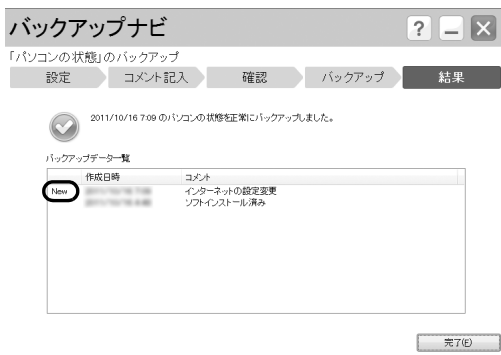 バックアップナビ
?
「パソコンの状態」のバックアップ
設定 コメント記入 確認 バックアップ 結果
2011/10/16 7:09 のパソコンの状態を正常にバックアップしました。
バックアップデータ一覧
作成日時 コメント
New インターネットの設定変更
ソフトインストール済み
完了(F)